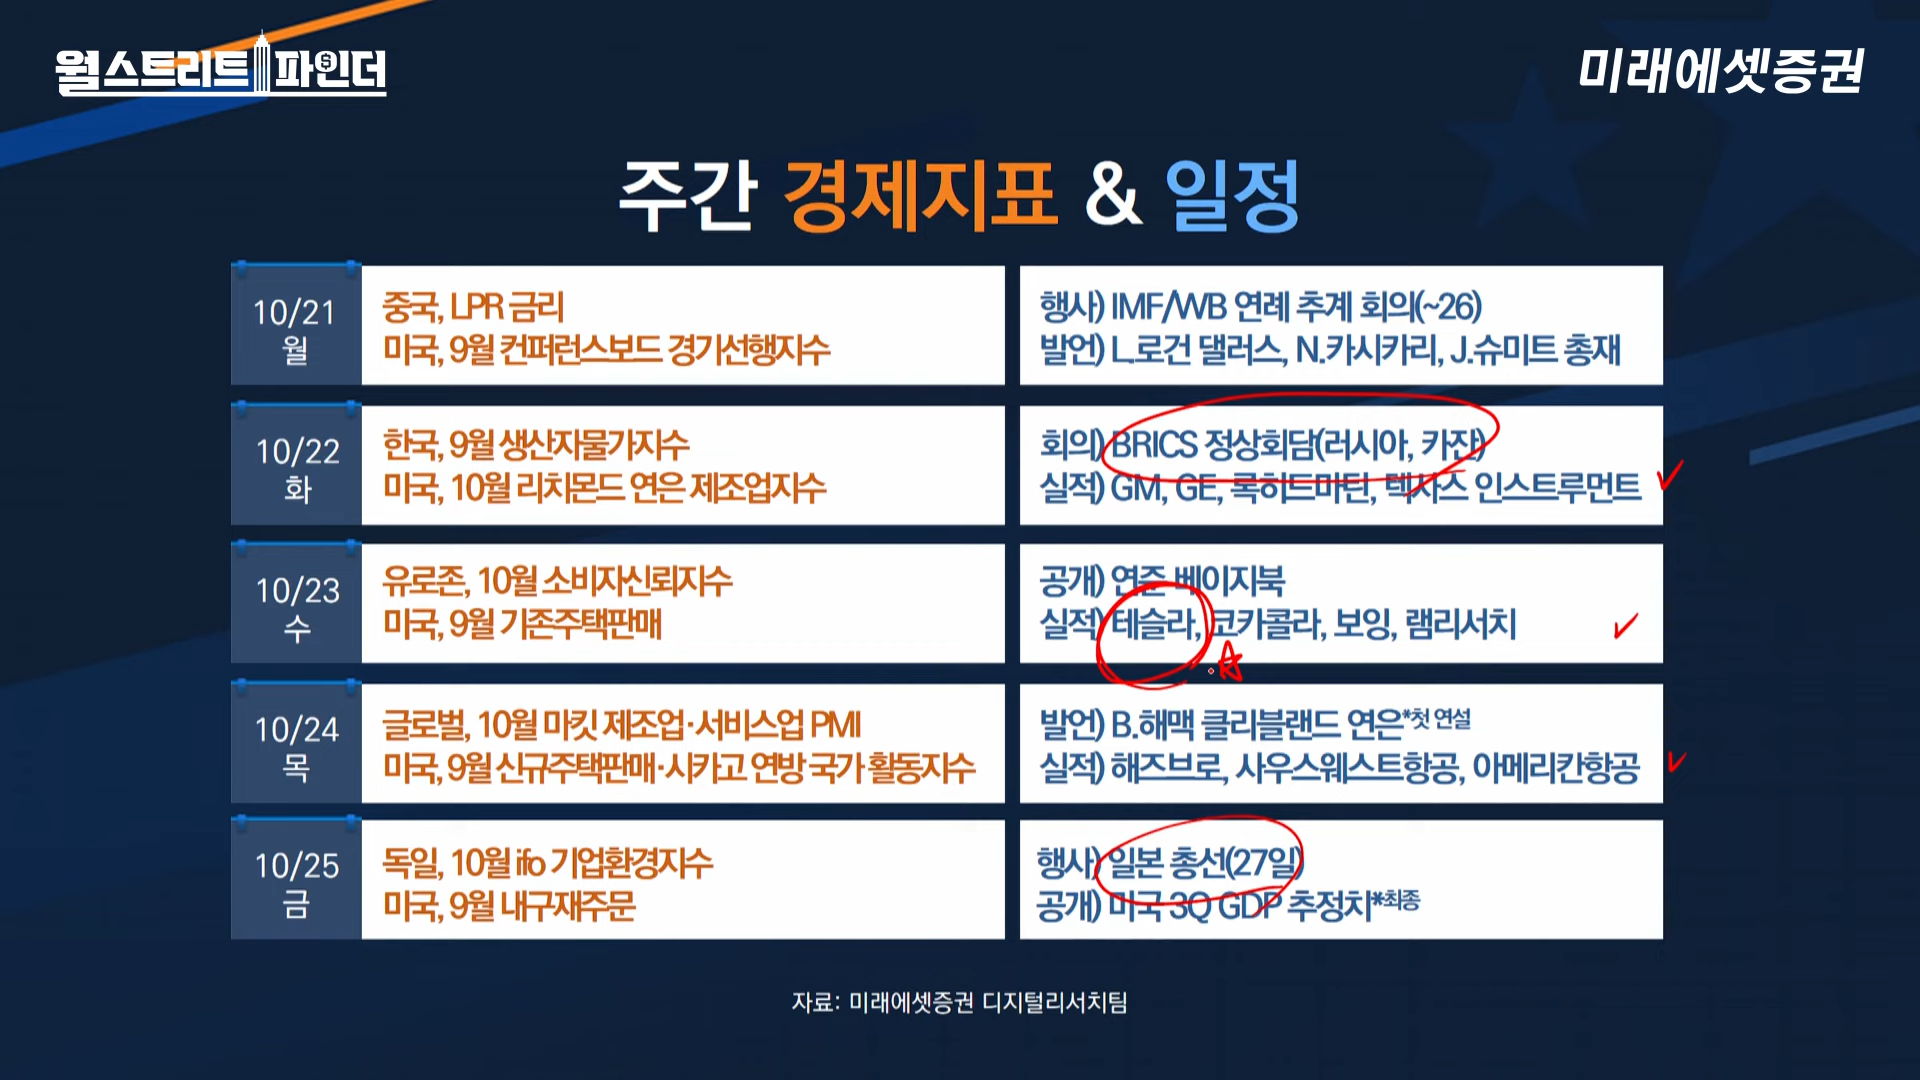 월스트리트 파인더
미래에셋증권
주간 경제지표 & 일정
10/21
월
중국, LPR 금리
미국, 9월 컨퍼런스보드 경기선행지수
행사) IMF/WB 연례 추계 회의(~26)
발언) L.로건 댈러스, N.카시카리, J.슈미트 총재
10/22
화
한국, 9월 생산자물가지수
미국, 10월 리치몬드 연은 제조업지수
회의) BRICS 정상회담(러시아, 카잔)
실적) GM, GE, 록히드마틴, 텍사스 인스트루먼트
10/23
수
유로존, 10월 소비자신뢰지수
미국, 9월 기존주택판매
공개) 연준 베이지북
실적) 테슬라, 코카콜라, 보잉, 램리서치
10/24
목
글로벌, 10월 마킷 제조업·서비스업 PMI
미국, 9월 신규주택판매·시카고 연방 국가 활동지수
발언) B.해맥 클리블랜드 연은*첫 연설
실적) 해즈브로, 사우스웨스트항공, 아메리칸항공
10/25
금
독일, 10월 ifo 기업환경지수
미국, 9월 내구재주문
행사) 일본 총선(27일)
공개) 미국 3Q GDP 추정치*최종
자료: 미래에셋증권 디지털리서치팀